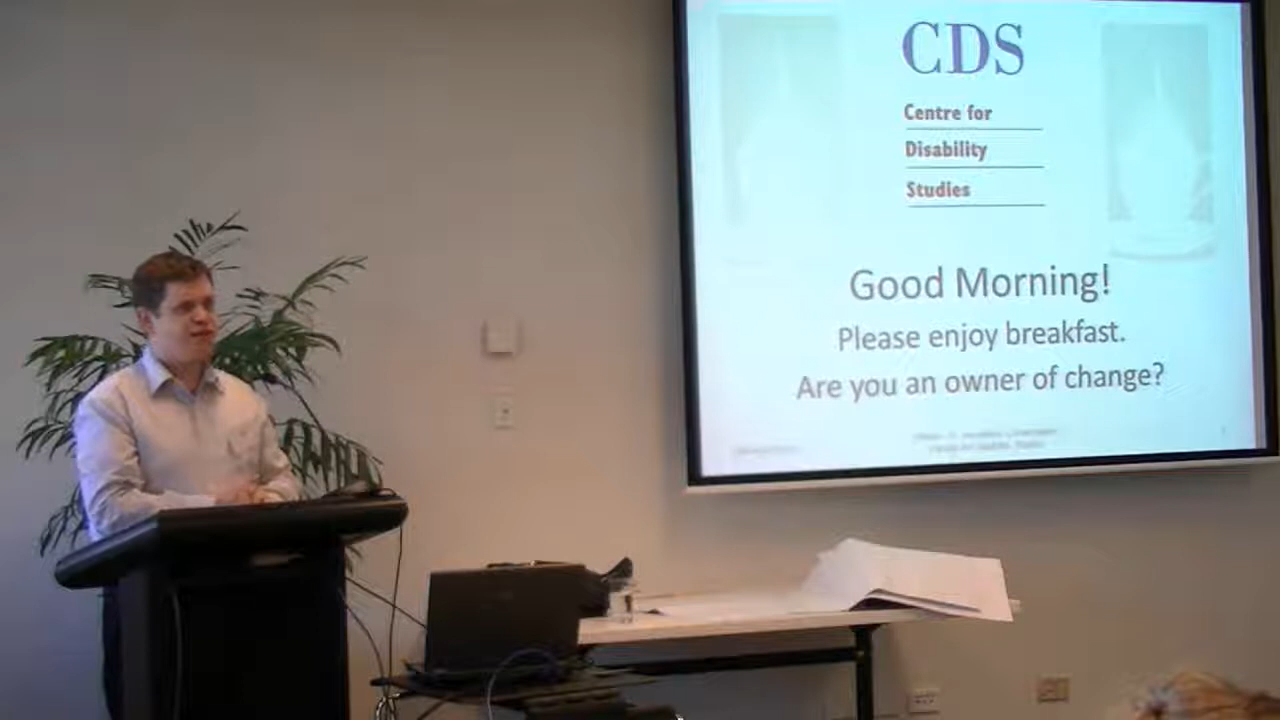 CDS
Centre for
Disability
Studies
Good Morning!
Please enjoy breakfast.
Are you an owner of change?